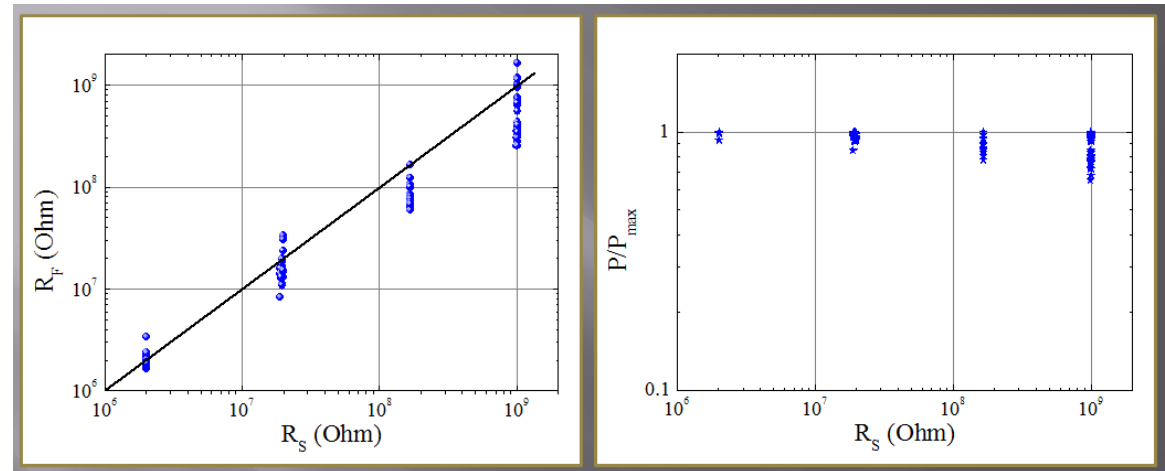 10⁹
10⁸
10⁷
10⁶
R_F (Ohm)
10⁶ 10⁷ 10⁸ 10⁹
R_S (Ohm)
1
0.1
P/P_max
10⁶ 10⁷ 10⁸ 10⁹
R_S (Ohm)